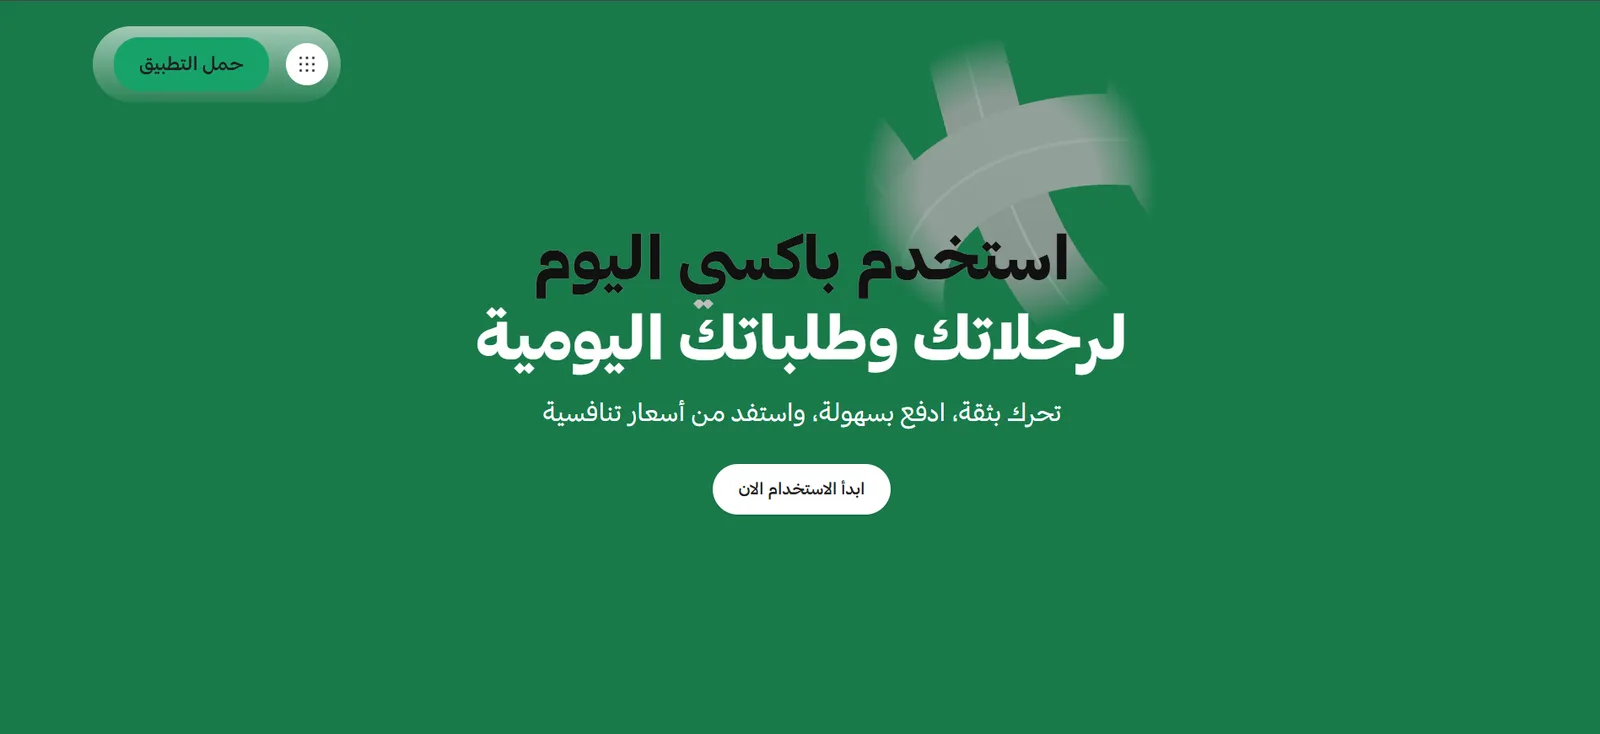 حمل التطبيق
استخدم باكسي اليوم
لرحلاتك وطلباتك اليومية
تحرك بثقة، ادفع بسهولة، واستفد من أسعار تنافسية
ابدأ الاستخدام الان